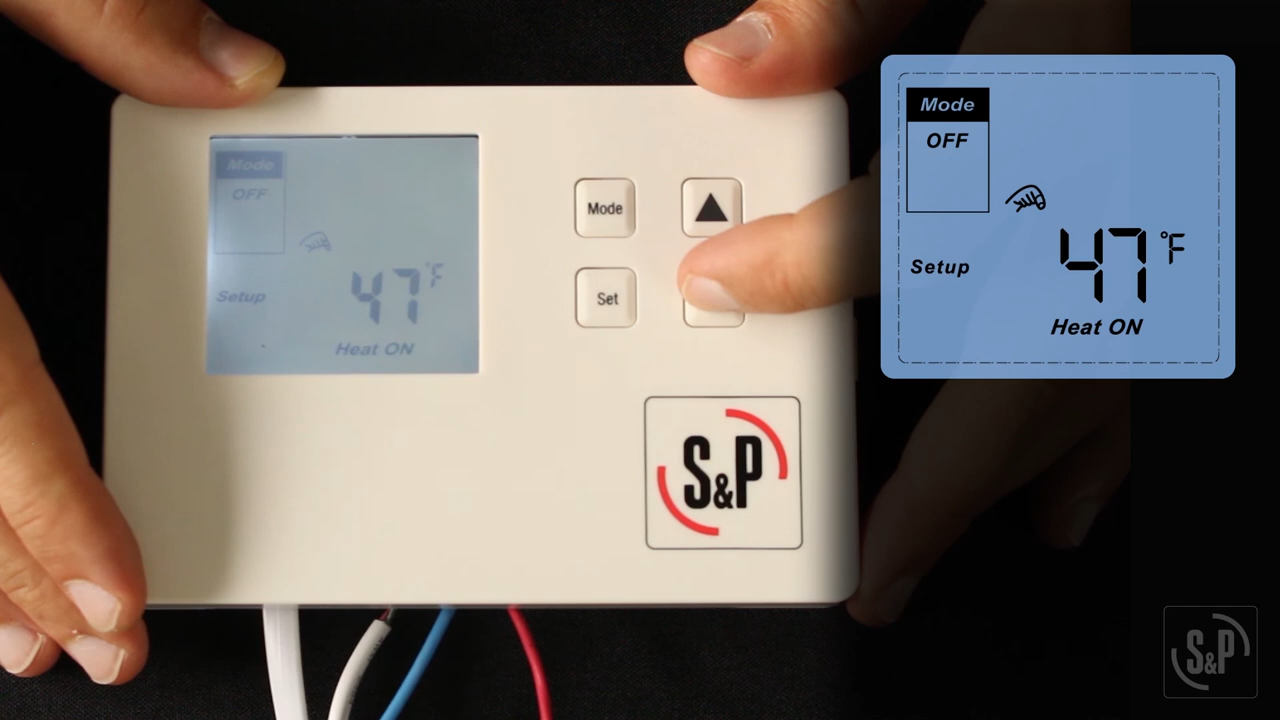 Mode
OFF
Setup
47 °F
Heat ON
Mode
▲
Set
S&P
Mode
OFF
Setup
47 °F
Heat ON
S&P